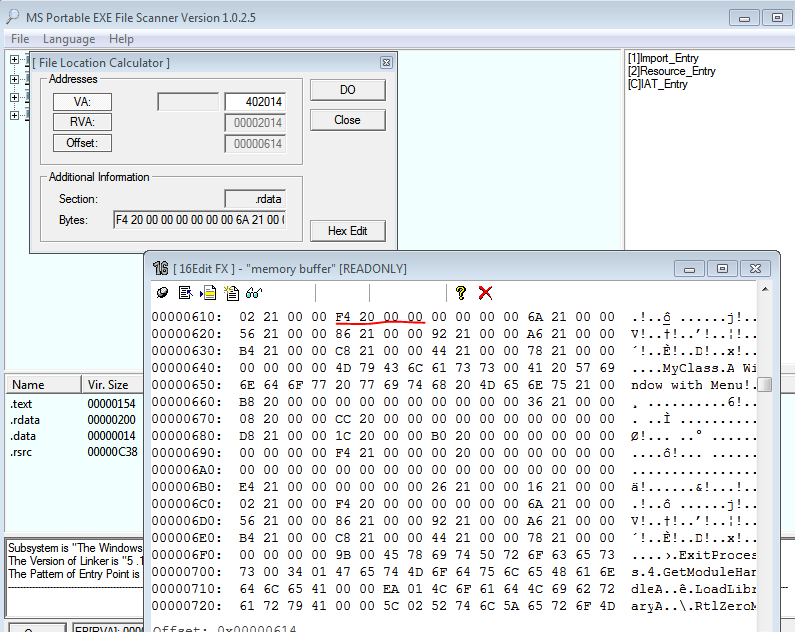 MS Portable EXE File Scanner Version 1.0.2.5
File Language Help
[ File Location Calculator ]
Addresses
VA: 402014
RVA: 00002014
Offset: 00000614
DO
Close
Additional Information
Section: .rdata
Bytes: F4 20 00 00 00 00 00 00 6A 21 00
Hex Edit
[1]Import_Entry
[2]Resource_Entry
[C]IAT_Entry
16 [ 16Edit FX ] - "memory buffer" [READONLY]
00000610: 02 21 00 00 F4 20 00 00 00 00 00 00 6A 21 00 00 .!..ô ......j!..
00000620: 56 21 00 00 86 21 00 00 92 21 00 00 A6 21 00 00 V!..†!..'!..¦!..
00000630: B4 21 00 00 C8 21 00 00 44 21 00 00 78 21 00 00 ´!..È!..D!..x!..
00000640: 00 00 00 00 4D 79 43 6C 61 73 73 00 41 20 57 69 ....MyClass.A Wi
00000650: 6E 64 6F 77 20 77 69 74 68 20 4D 65 6E 75 21 00 ndow with Menu!.
00000660: B8 20 00 00 00 00 00 00 00 00 00 00 36 21 00 00 ¸ ..........6!..
00000670: 08 20 00 00 CC 20 00 00 00 00 00 00 00 00 00 00 . ..Ì ..........
00000680: D8 21 00 00 1C 20 00 00 B0 20 00 00 00 00 00 00 Ø!... ..° ......
00000690: 00 00 00 00 F4 21 00 00 00 20 00 00 00 00 00 00 ....ô!... ......
000006A0: 00 00 00 00 00 00 00 00 00 00 00 00 00 00 00 00 ................
000006B0: E4 21 00 00 00 00 00 00 26 21 00 00 16 21 00 00 ä!......&!...!..
000006C0: 02 21 00 00 F4 20 00 00 00 00 00 00 6A 21 00 00 .!..ô ......j!..
000006D0: 56 21 00 00 86 21 00 00 92 21 00 00 A6 21 00 00 V!..†!..'!..¦!..
000006E0: B4 21 00 00 C8 21 00 00 44 21 00 00 78 21 00 00 ´!..È!..D!..x!..
000006F0: 00 00 00 00 9B 00 45 78 69 74 50 72 6F 63 65 73 ....›.ExitProces
00000700: 73 00 34 01 47 65 74 4D 6F 64 75 6C 65 48 61 6E s.4.GetModuleHan
00000710: 64 6C 65 41 00 00 EA 01 4C 6F 61 64 4C 69 62 72 dleA..ê.LoadLibr
00000720: 61 72 79 41 00 00 5C 02 52 74 6C 5A 65 72 6F 4D aryA..\.RtlZeroM
Offset: 0x00000614
Name Vir. Size
.text 00000154
.rdata 00000200
.data 00000014
.rsrc 00000C38
Subsystem is "The Windows
The Version of Linker is "5 .1
The Pattern of Entry Point is